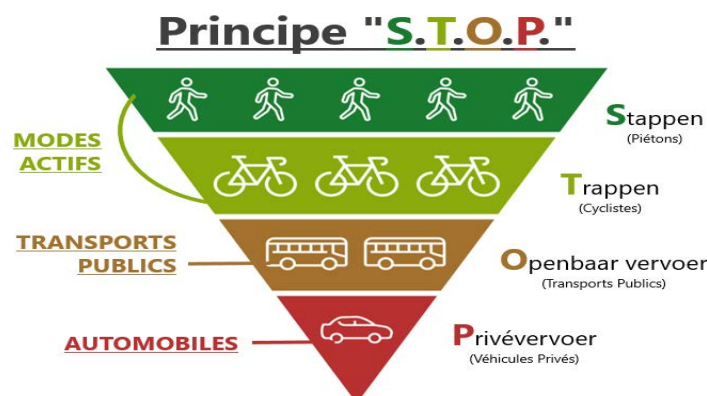 Principe "S.T.O.P."
MODES
ACTIFS
Stappen
(Piétons)
Trappen
(Cyclistes)
TRANSPORTS
PUBLICS
Openbaar vervoer
(Transports Publics)
AUTOMOBILES
Privévervoer
(Véhicules Privés)